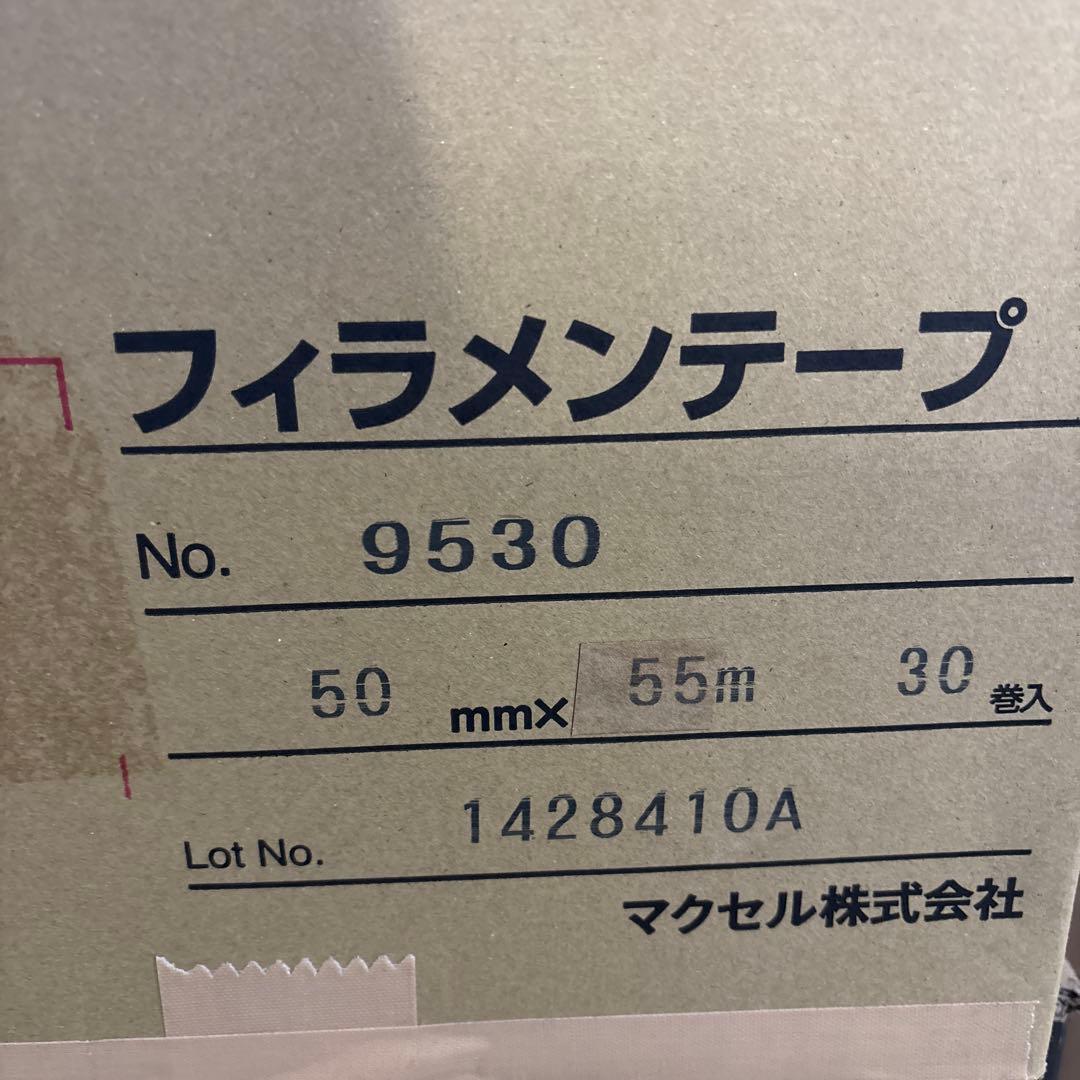 フィラメンテープ
No. 9530
50 mm× 55m 30 巻入
Lot No. 1428410A
マクセル株式会社